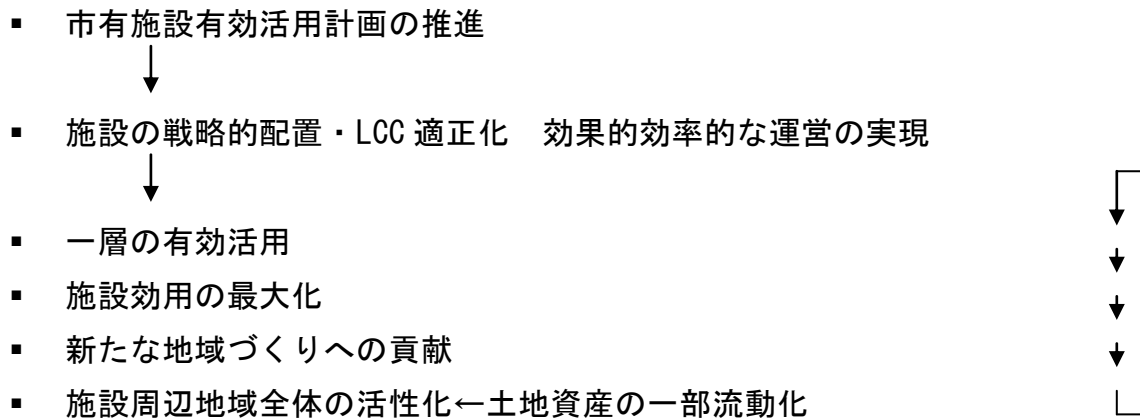 ▪ 市有施設有効活用計画の推進
▪ 施設の戦略的配置・LCC 適正化　効果的効率的な運営の実現
▪ 一層の有効活用
▪ 施設効用の最大化
▪ 新たな地域づくりへの貢献
▪ 施設周辺地域全体の活性化←土地資産の一部流動化